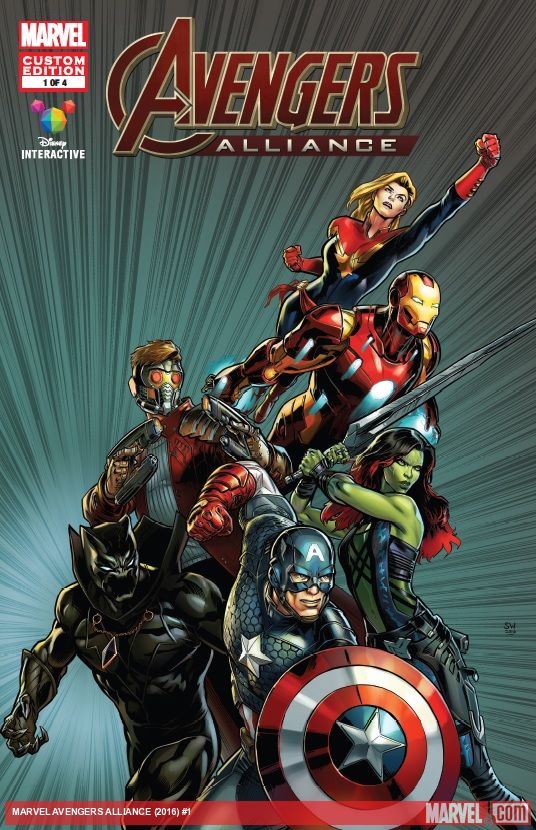 MARVEL
CUSTOM
EDITION
1 OF 4
Disney
INTERACTIVE
AVENGERS
ALLIANCE
A
SW
MARVEL AVENGERS ALLIANCE (2016) #1
MARVEL.com